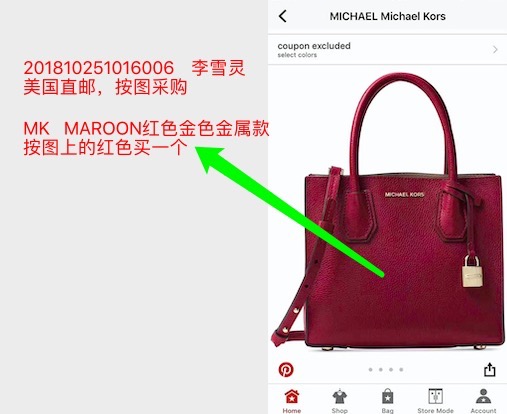 201810251016006 李雪灵
美国直邮，按图采购
MK MAROON红色金色金属款
按图上的红色买一个
MICHAEL Michael Kors
coupon excluded
select colors
MICHAEL KORS
Home
Shop
Bag
Store Mode
Account